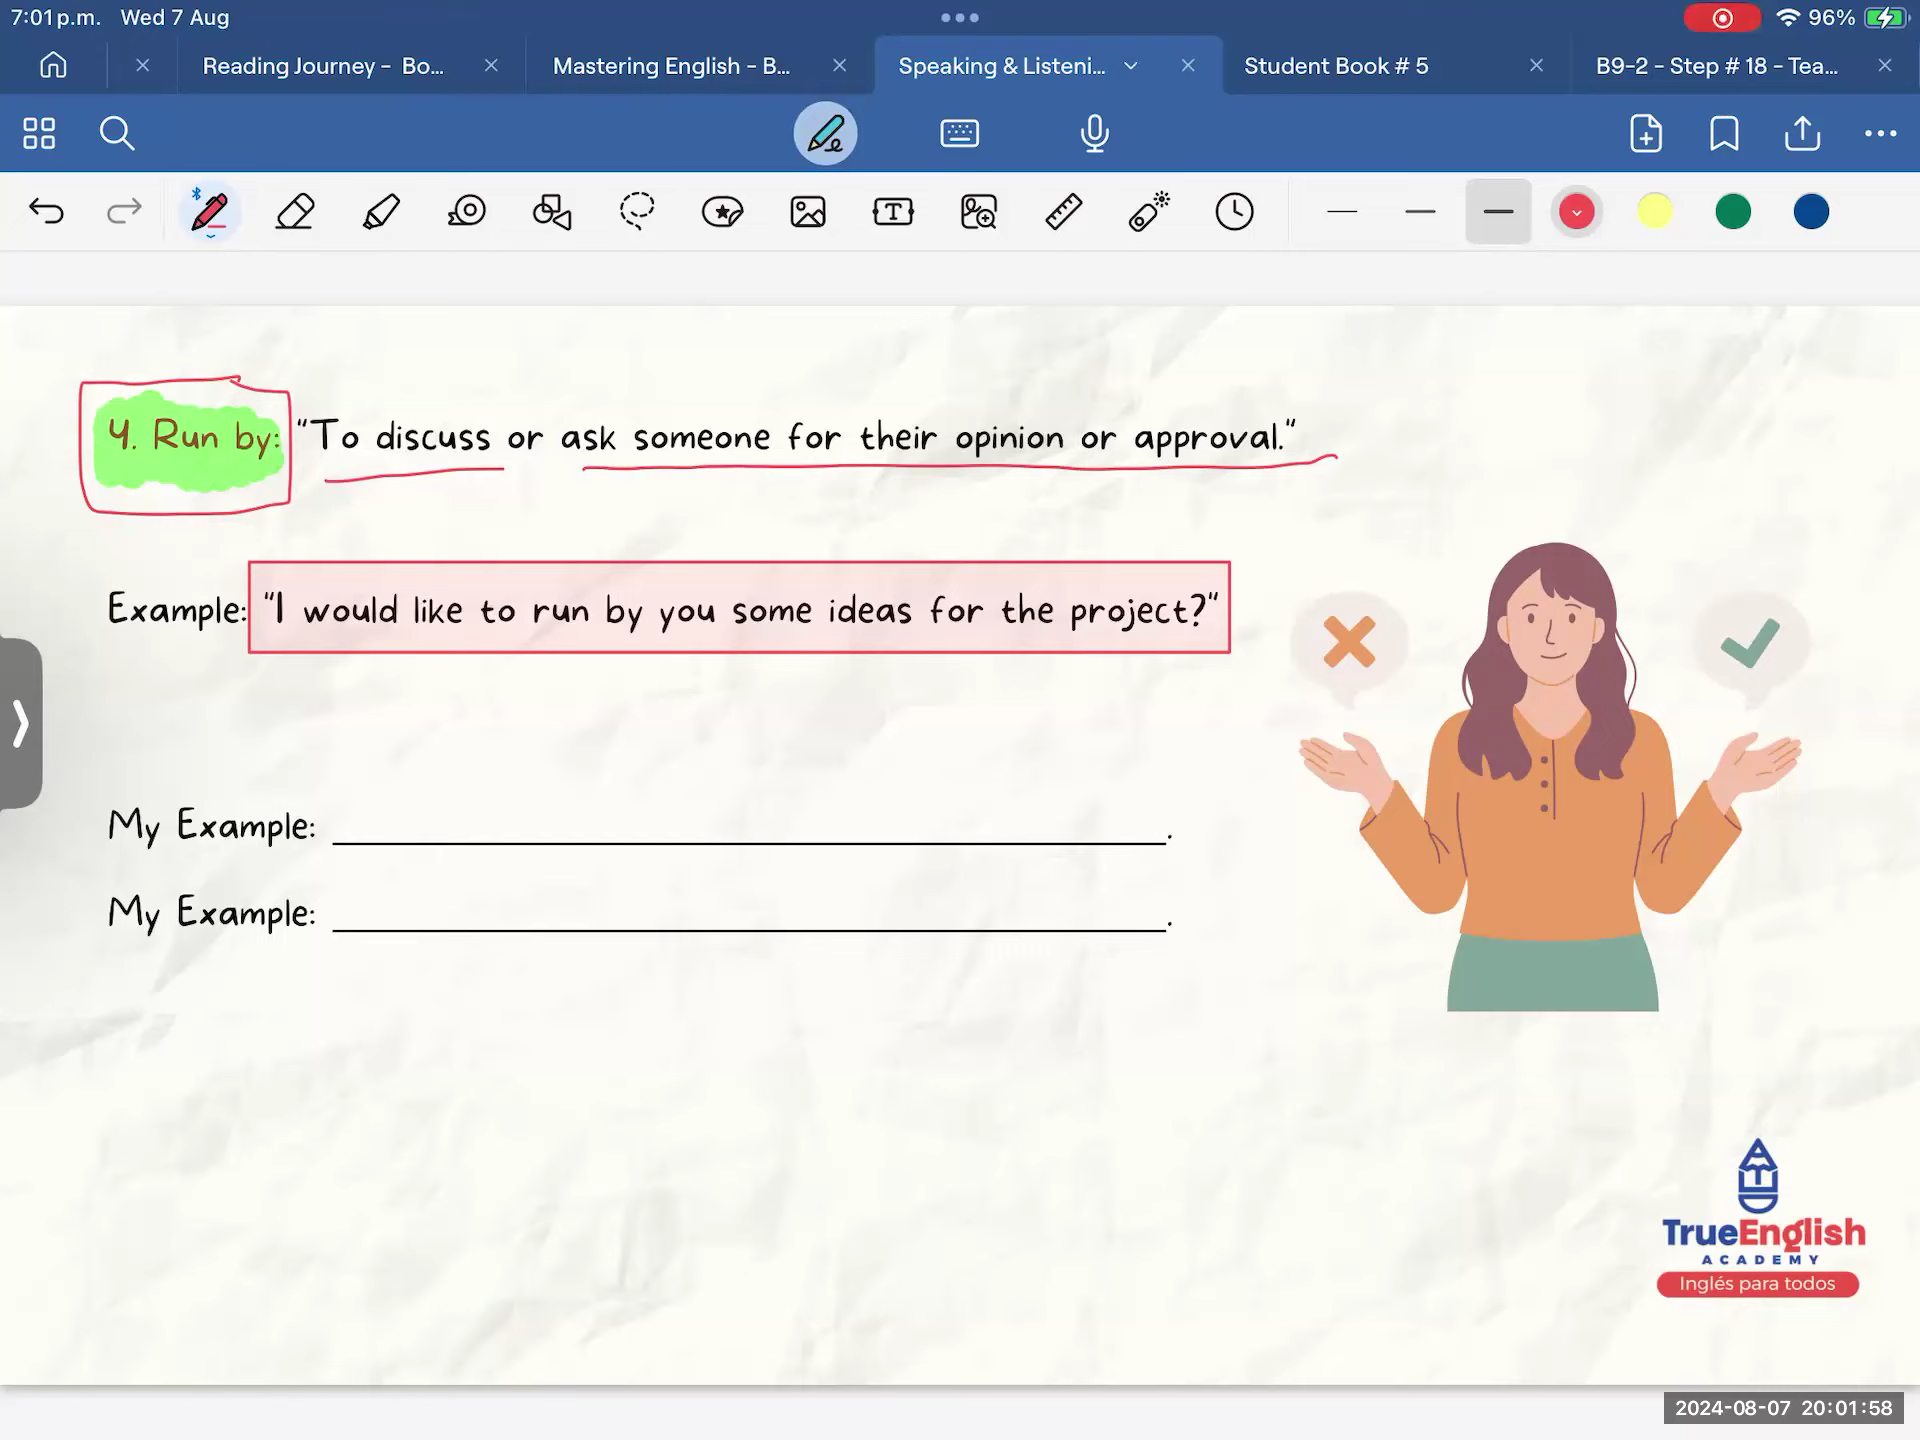 7:01 p.m. Wed 7 Aug
96%
Reading Journey - Bo...
Mastering English - B...
Speaking & Listeni...
Student Book # 5
B9-2 - Step # 18 - Tea...
4. Run by: "To discuss or ask someone for their opinion or approval."
Example: "I would like to run by you some ideas for the project?"
My Example: ______________________.
My Example: ______________________.
TrueEnglish
ACADEMY
Inglés para todos
2024-08-07 20:01:58